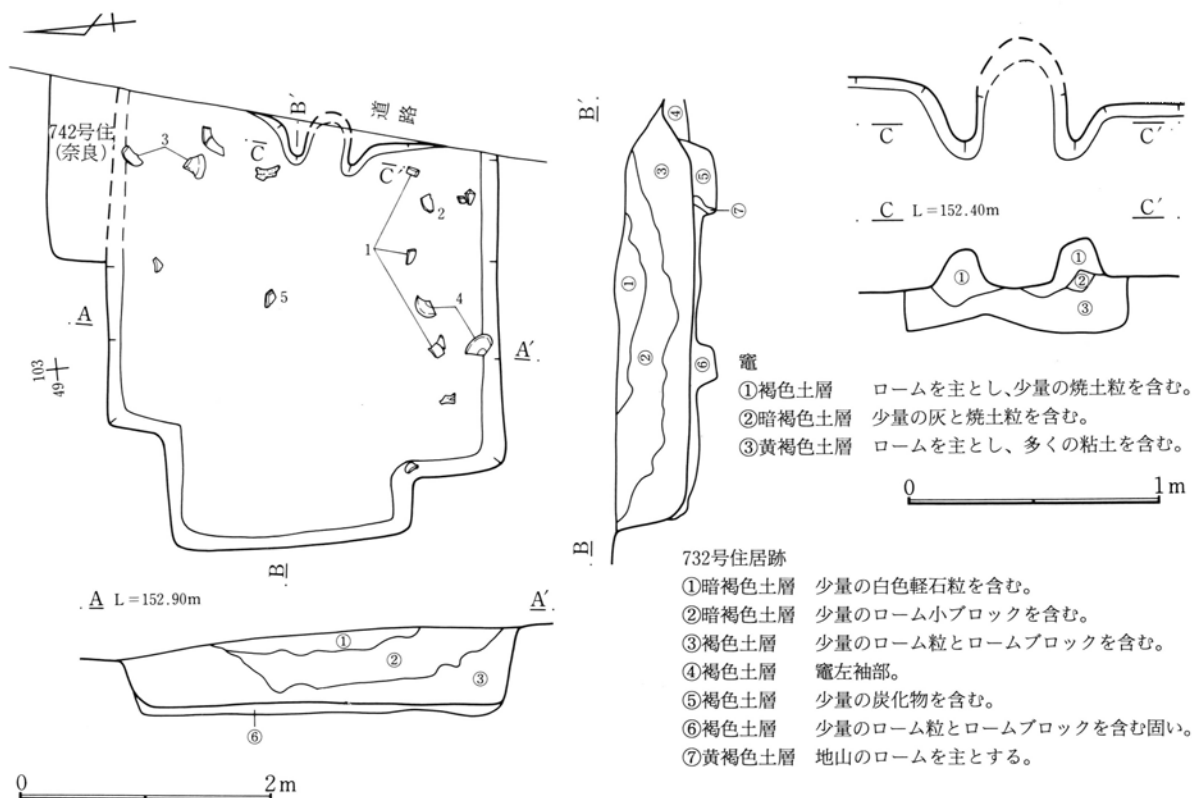 742号住
(奈良)
3
道路
B′
C
C′
2
1
5
4
A
A′
103
49
B
A L=152.90m A′
①
②
③
⑥
0 2m
B′
④
③
⑤
⑦
①
②
⑥
B
C C′
C L=152.40m C′
①
①
②
③
竈
①褐色土層 ロームを主とし、少量の焼土粒を含む。
②暗褐色土層 少量の灰と焼土粒を含む。
③黄褐色土層 ロームを主とし、多くの粘土を含む。
0 1m
732号住居跡
①暗褐色土層 少量の白色軽石粒を含む。
②暗褐色土層 少量のローム小ブロックを含む。
③褐色土層 少量のローム粒とロームブロックを含む。
④褐色土層 竈左袖部。
⑤褐色土層 少量の炭化物を含む。
⑥褐色土層 少量のローム粒とロームブロックを含む固い。
⑦黄褐色土層 地山のロームを主とする。